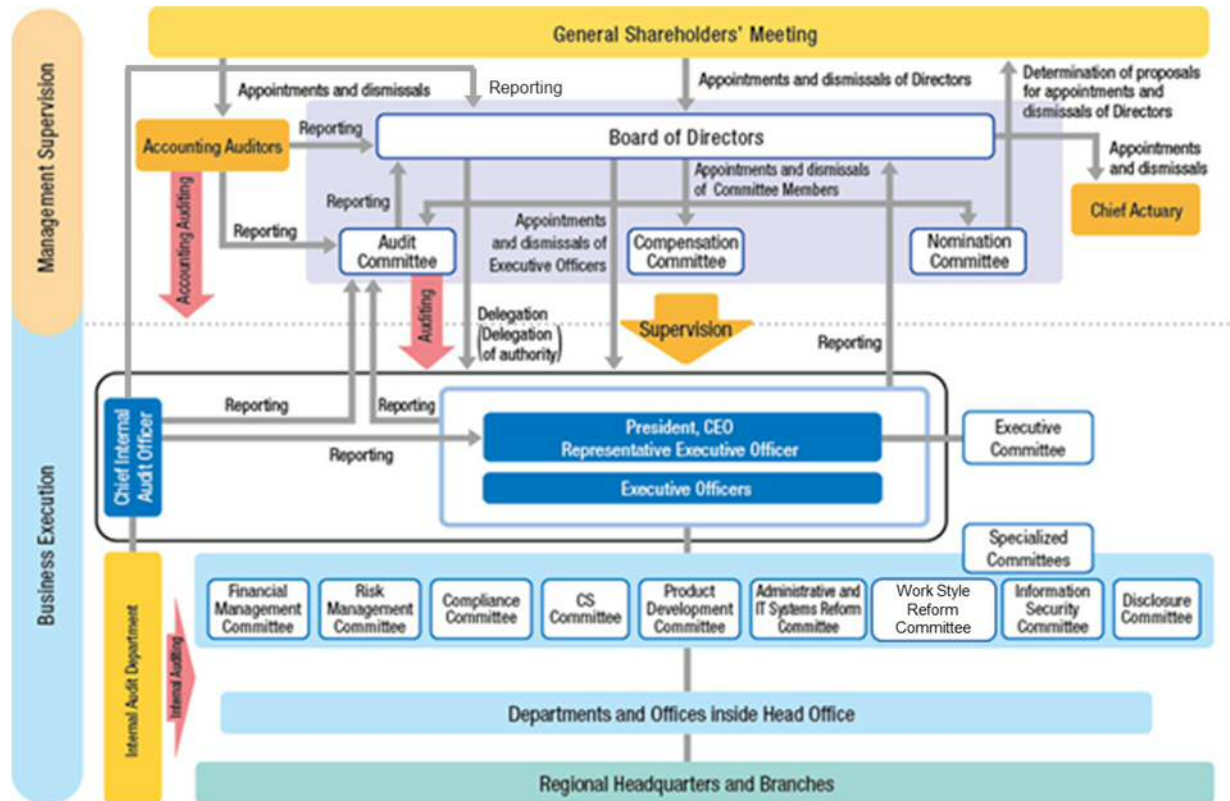 General Shareholders' Meeting
Management Supervision
Reporting
Appointments and dismissals
Appointments and dismissals of Directors
Determination of proposals
for appointments and
dismissals of Directors
Accounting Auditors
Reporting
Board of Directors
Appointments
and dismissals
Chief Actuary
Accounting Auditing
Reporting
Reporting
Appointments and dismissals
of Committee Members
Audit
Committee
Appointments
and dismissals of
Executive Officers
Compensation
Committee
Nomination
Committee
Auditing
Delegation
(Delegation
of authority)
Supervision
Reporting
Business Execution
Chief Internal
Audit Officer
Reporting
Reporting
Reporting
President, CEO
Representative Executive Officer
Executive Officers
Executive
Committee
Specialized
Committees
Internal Audit Department
Internal Auditing
Financial
Management
Committee
Risk
Management
Committee
Compliance
Committee
CS
Committee
Product
Development
Committee
Administrative and
IT Systems Reform
Committee
Work Style
Reform
Committee
Information
Security
Committee
Disclosure
Committee
Departments and Offices inside Head Office
Regional Headquarters and Branches